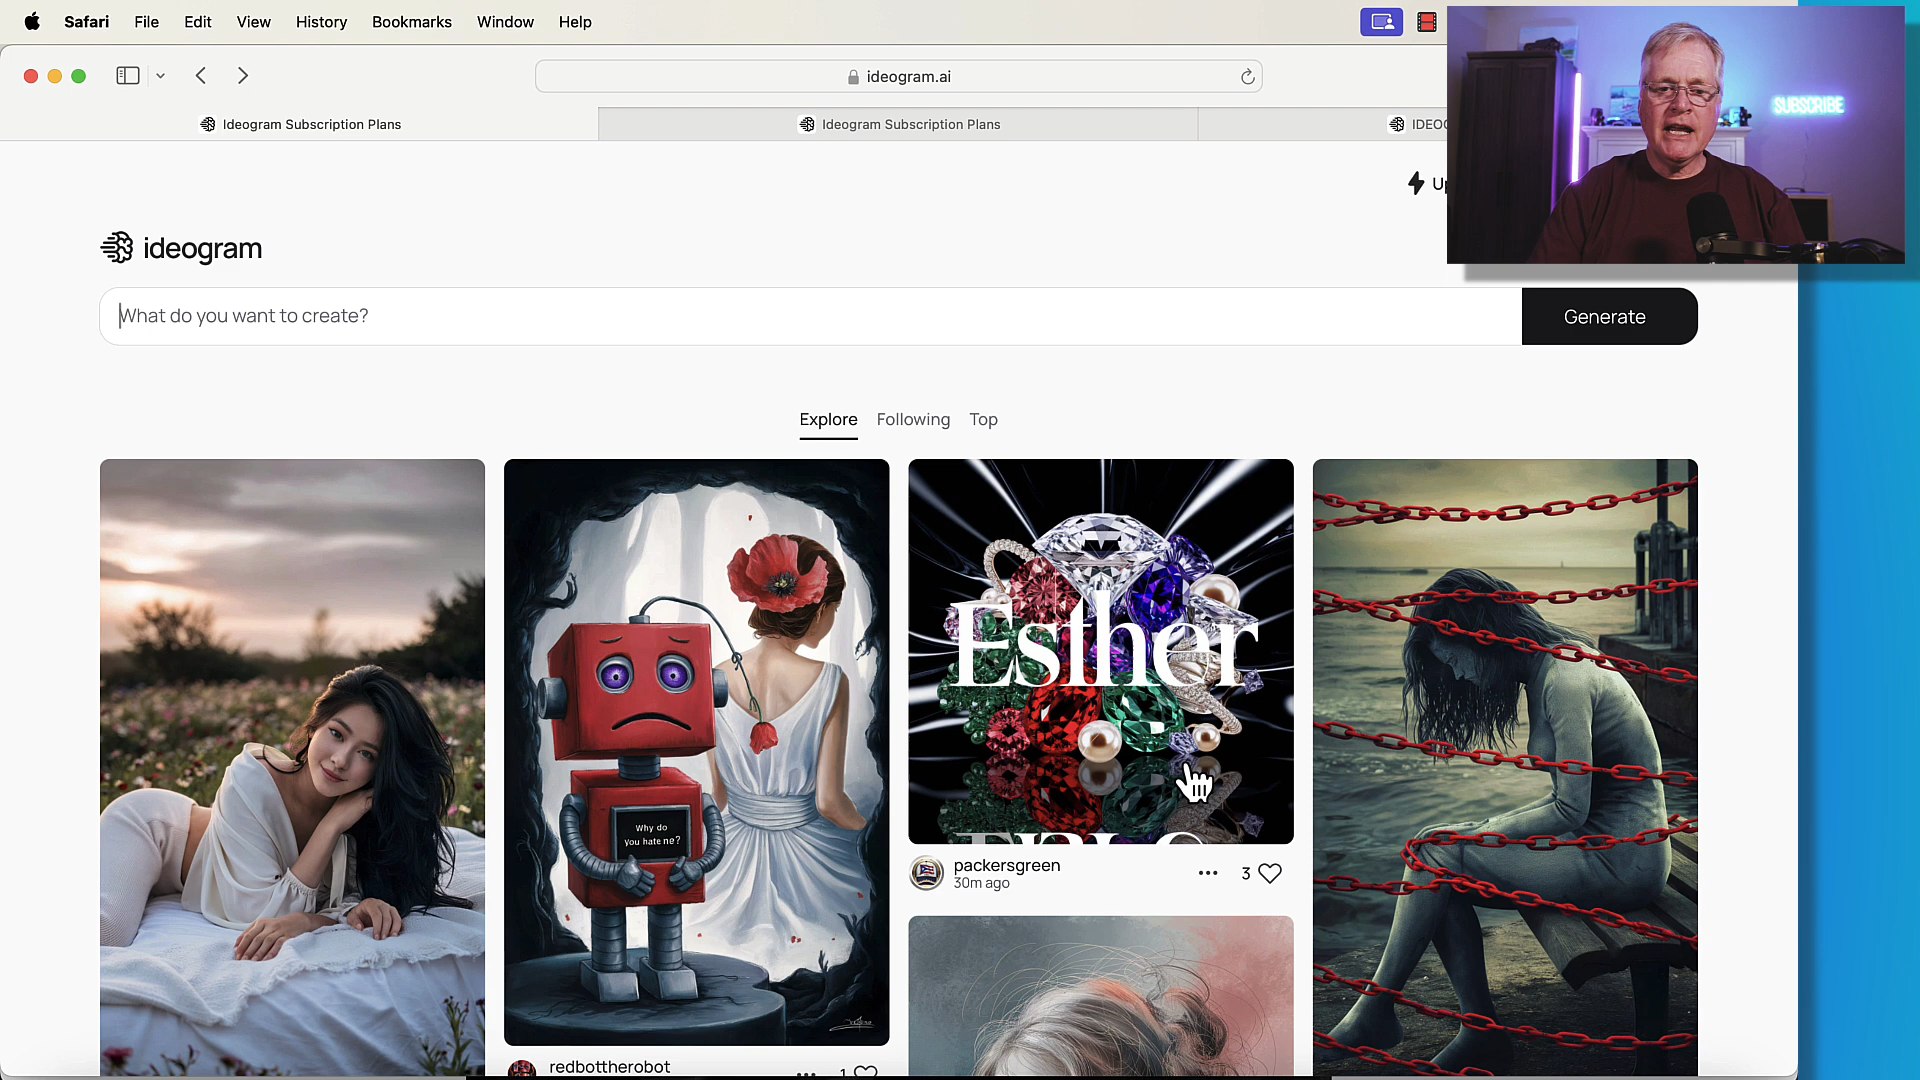 Safari File Edit View History Bookmarks Window Help
ideogram.ai
Ideogram Subscription Plans
Ideogram Subscription Plans
SUBSCRIBE
ideogram
What do you want to create?
Generate
Explore Following Top
Why do
you hate ne?
Esther
packersgreen
30m ago
3
redbottherobot
1